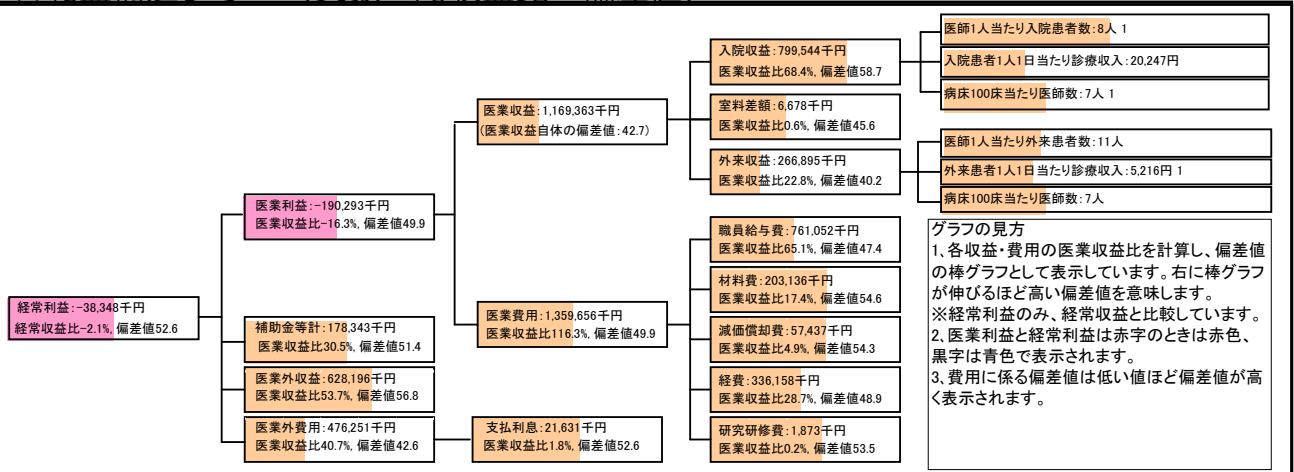 経常利益:-38,348千円
経常収益比-2.1%, 偏差値52.6
医業利益:-190,293千円
医業収益比-16.3%, 偏差値49.9
補助金等計:178,343千円
医業収益比30.5%, 偏差値51.4
医業外収益:628,196千円
医業収益比53.7%, 偏差値56.8
医業外費用:476,251千円
医業収益比40.7%, 偏差値42.6
医業収益:1,169,363千円
(医業収益自体の偏差値:42.7)
医業費用:1,359,656千円
医業収益比116.3%, 偏差値49.9
支払利息:21,631千円
医業収益比1.8%, 偏差値52.6
入院収益:799,544千円
医業収益比68.4%, 偏差値58.7
室料差額:6,678千円
医業収益比0.6%, 偏差値45.6
外来収益:266,895千円
医業収益比22.8%, 偏差値40.2
職員給与費:761,052千円
医業収益比65.1%, 偏差値47.4
材料費:203,136千円
医業収益比17.4%, 偏差値54.6
減価償却費:57,437千円
医業収益比4.9%, 偏差値54.3
経費:336,158千円
医業収益比28.7%, 偏差値48.9
研究研修費:1,873千円
医業収益比0.2%, 偏差値53.5
医師1人当たり入院患者数:8人 1
入院患者1人1日当たり診療収入:20,247円
病床100床当たり医師数:7人 1
医師1人当たり外来患者数:11人
外来患者1人1日当たり診療収入:5,216円 1
病床100床当たり医師数:7人
グラフの見方
1、各収益・費用の医業収益比を計算し、偏差値
の棒グラフとして表示しています。右に棒グラフ
が伸びるほど高い偏差値を意味します。
※経常利益のみ、経常収益と比較しています。
2、医業利益と経常利益は赤字のときは赤色、
黒字は青色で表示されます。
3、費用に係る偏差値は低い値ほど偏差値が高
く表示されます。